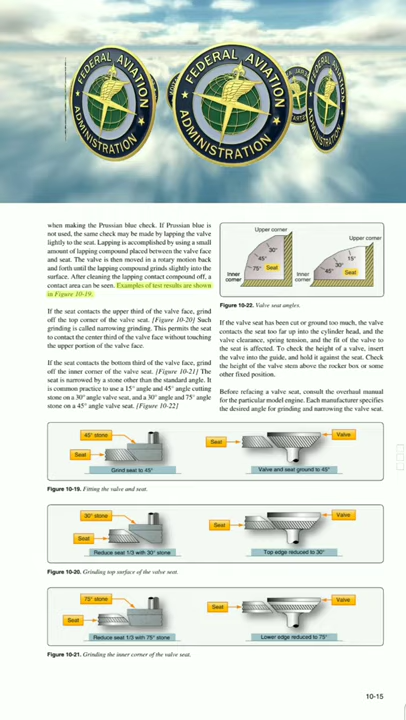 FEDERAL AVIATION
ADMINISTRATION
FEDERAL AVIATION
ADMINISTRATION
when making the Prussian blue check. If Prussian blue is
not used, the same check may be made by lapping the valve
lightly to the seat. Lapping is accomplished by using a small
amount of lapping compound placed between the valve face
and seat. The valve is then moved in a rotary motion back
and forth until the lapping compound grinds slightly into the
surface. After cleaning the lapping compound off, a
contact area can be seen. Examples of test results are shown
in Figure 10-19.
If the seat contacts the upper third of the valve face, grind
off the top corner of the valve seat. [Figure 10-20] Such
grinding is called narrowing grinding. This permits the seat
to contact the center third of the valve face without touching
the upper portion of the valve face.
If the seat contacts the bottom third of the valve face, grind
off the inner corner of the valve seat. [Figure 10-21] The
seat is narrowed by a stone other than the standard angle. It
is common practice to use a 15° angle and 45° angle cutting
stone on a 30° angle valve seat, and a 30° angle and 75° angle
stone on a 45° angle valve seat. [Figure 10-22]
Upper corner
30°
45°
75°
Seat
Inner
corner
Upper corner
15°
30°
45°
Seat
Inner
corner
Figure 10-22. Valve seat angles.
If the valve seat has been cut or ground too much, the valve
contacts the seat too far up into the cylinder head, and the
valve clearance, spring tension, and the fit of the valve to
the seat is affected. To check the height of a valve, insert
the valve into the guide, and hold it against the seat. Check
the height of the valve stem above the rocker box or some
other fixed position.
Before refacing a valve seat, consult the overhaul manual
for the particular model engine. Each manufacturer specifies
the desired angle for grinding and narrowing the valve seat.
45° stone
Seat
Grind seat to 45°
Seat
Valve
Valve and seat ground to 45°
Figure 10-19. Fitting the valve and seat.
30° stone
Seat
Reduce seat 1/3 with 30° stone
Seat
Valve
Top edge reduced to 30°
Figure 10-20. Grinding top surface of the valve seat.
75° stone
Seat
Reduce seat 1/3 with 75° stone
Seat
Valve
Lower edge reduced to 75°
Figure 10-21. Grinding the inner corner of the valve seat.
10-15